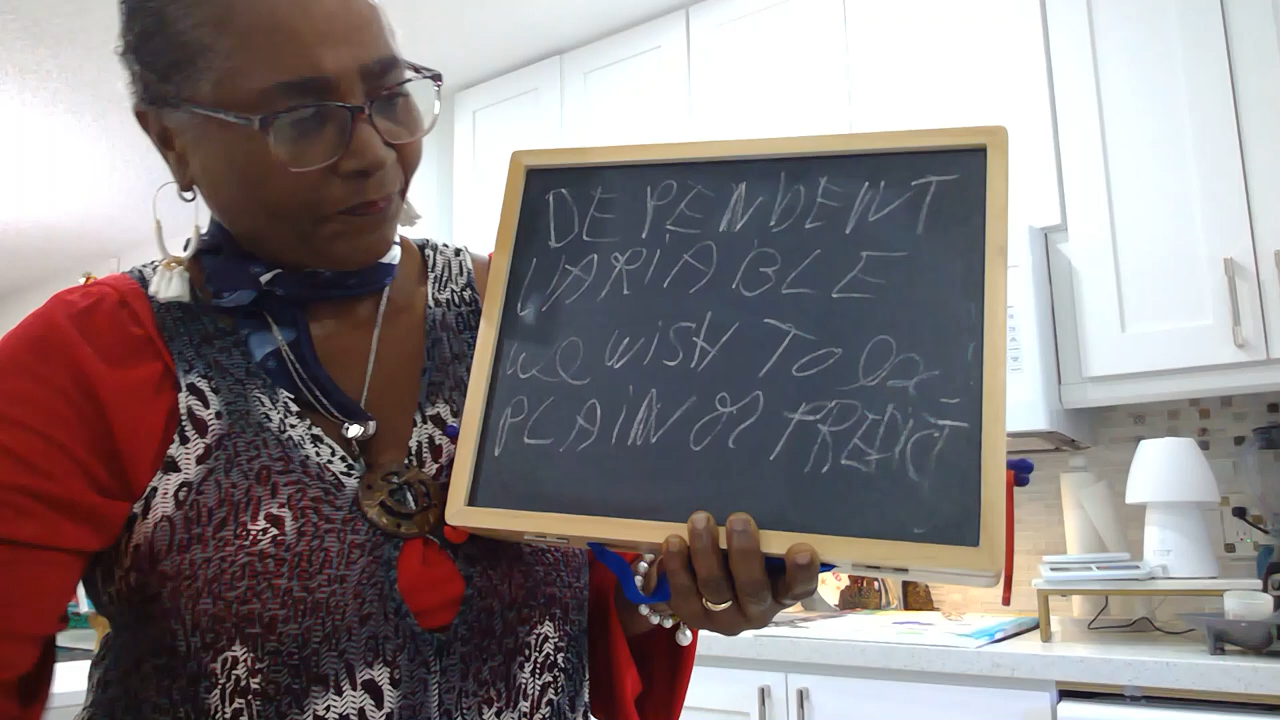 DEPENDENT
VARIABLE
we wish To ex
PLAIN or PREDICT